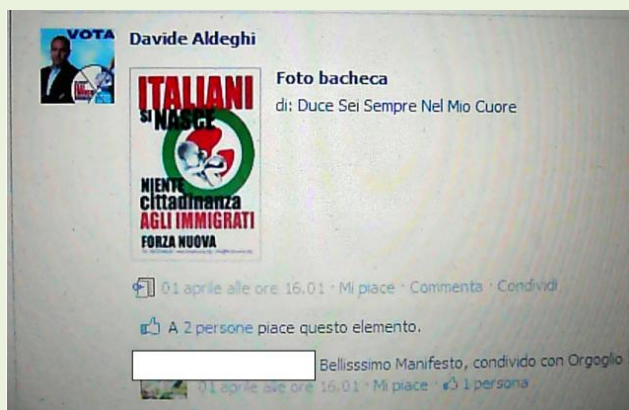 VOTA
Davide Aldeghi
Foto bacheca
di: Duce Sei Sempre Nel Mio Cuore
ITALIANI
SI NASCE
NIENTE
cittadinanza
AGLI IMMIGRATI
FORZA NUOVA
01 aprile alle ore 16.01 · Mi piace · Commenta · Condividi
A 2 persone piace questo elemento.
Bellisssimo Manifesto, condivido con Orgoglio
01 aprile alle ore 16.01 · Mi piace · 1 persona